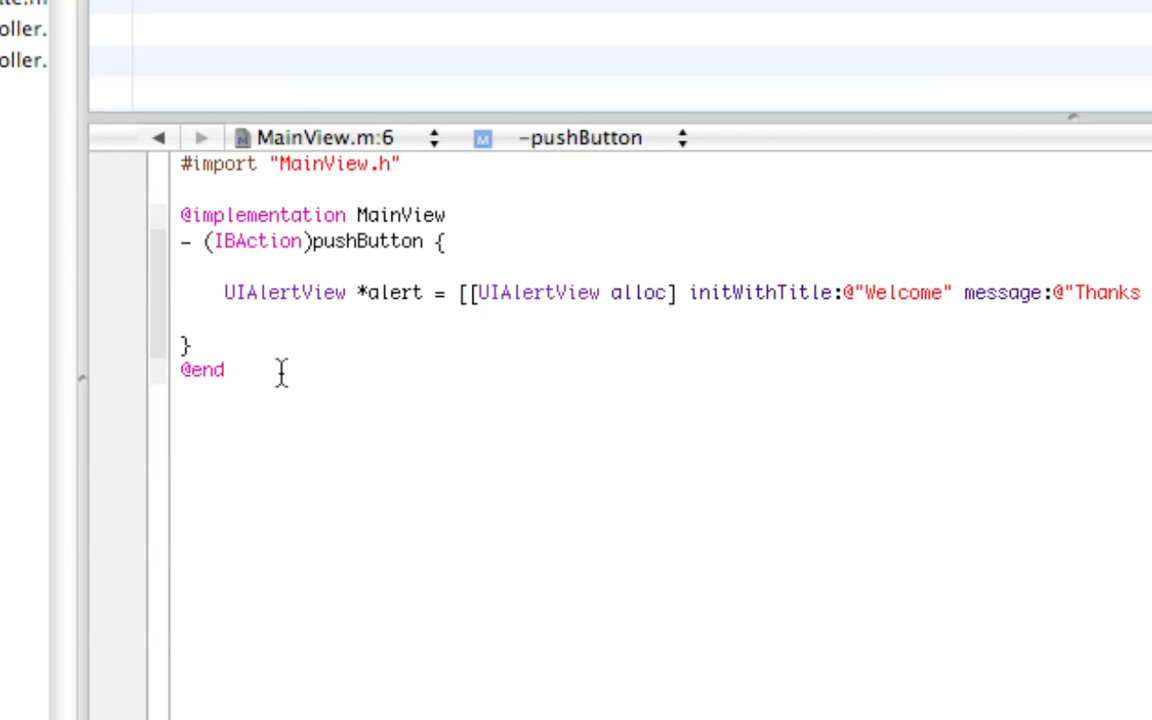 oller.
oller.
MainView.m:6 -pushButton
#import "MainView.h"
@implementation MainView
- (IBAction)pushButton {
UIAlertView *alert = [[UIAlertView alloc] initWithTitle:@"Welcome" message:@"Thanks
}
@end